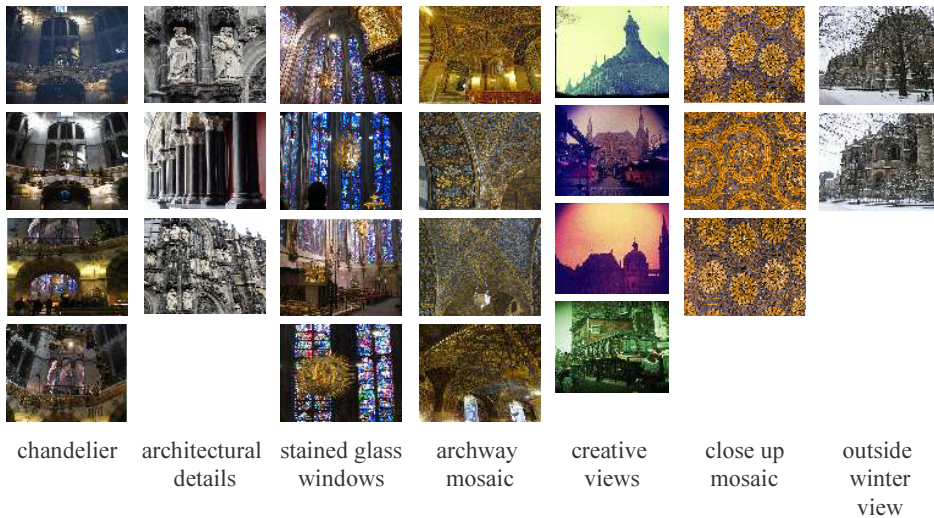 chandelier
architectural
details
stained glass
windows
archway
mosaic
creative
views
close up
mosaic
outside
winter
view